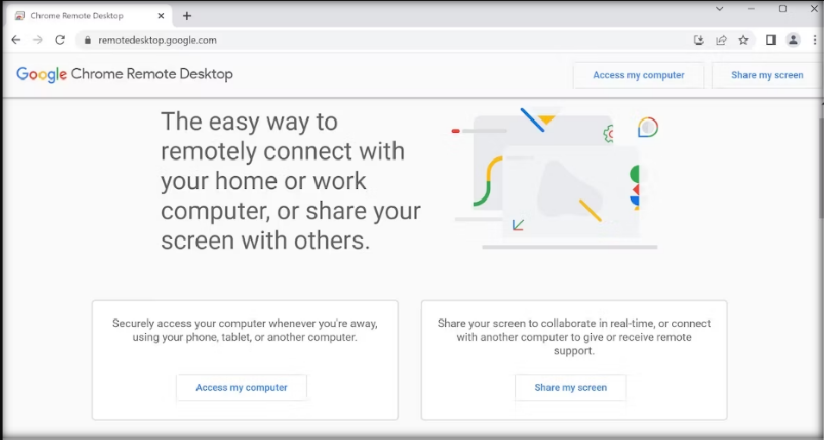 Chrome Remote Desktop
remotedesktop.google.com
Google Chrome Remote Desktop
Access my computer
Share my screen
The easy way to
remotely connect with
your home or work
computer, or share your
screen with others.
Securely access your computer whenever you're away,
using your phone, tablet, or another computer.
Access my computer
Share your screen to collaborate in real-time, or connect
with another computer to give or receive remote
support.
Share my screen